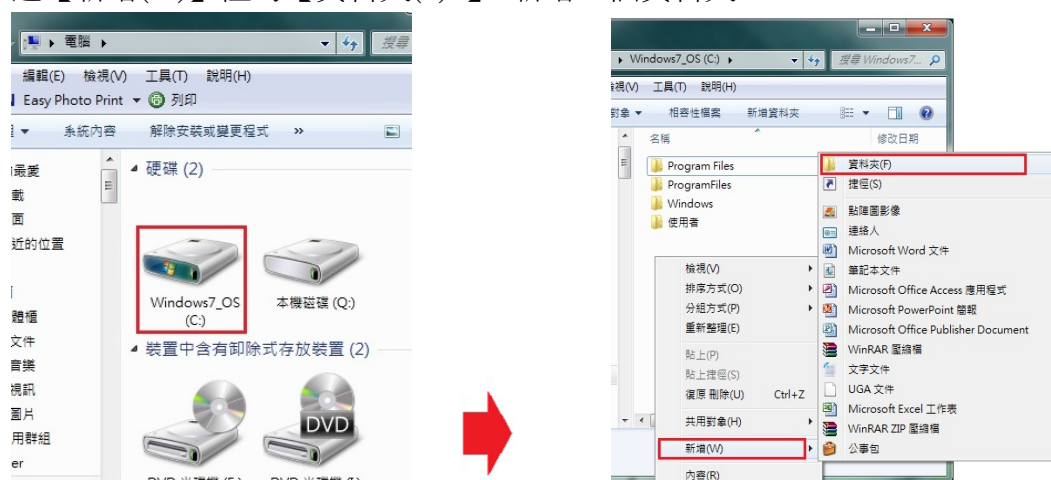 電腦
搜尋
編輯(E) 檢視(V) 工具(T) 說明(H)
Easy Photo Print 列印
系統內容 解除安裝或變更程式 »
最愛
載
面
近的位置
體櫃
文件
音樂
視訊
圖片
用群組
er
硬碟 (2)
Windows7_OS (C:)
本機磁碟 (Q:)
裝置中含有卸除式存放裝置 (2)
DVD
Windows7_OS (C:)
搜尋 Windows7...
檢視(V) 工具(T) 說明(H)
對象 相容性檔案 新增資料夾
名稱 修改日期
Program Files
ProgramFiles
Windows
使用者
檢視(V)
排序方式(O)
分組方式(P)
重新整理(E)
貼上(P)
貼上捷徑(S)
復原 刪除(U) Ctrl+Z
共用對象(H)
新增(W)
內容(R)
資料夾(F)
捷徑(S)
點陣圖影像
連絡人
Microsoft Word 文件
筆記本文件
Microsoft Office Access 應用程式
Microsoft PowerPoint 簡報
Microsoft Office Publisher Document
WinRAR 壓縮檔
文字文件
UGA 文件
Microsoft Excel 工作表
WinRAR ZIP 壓縮檔
公事包